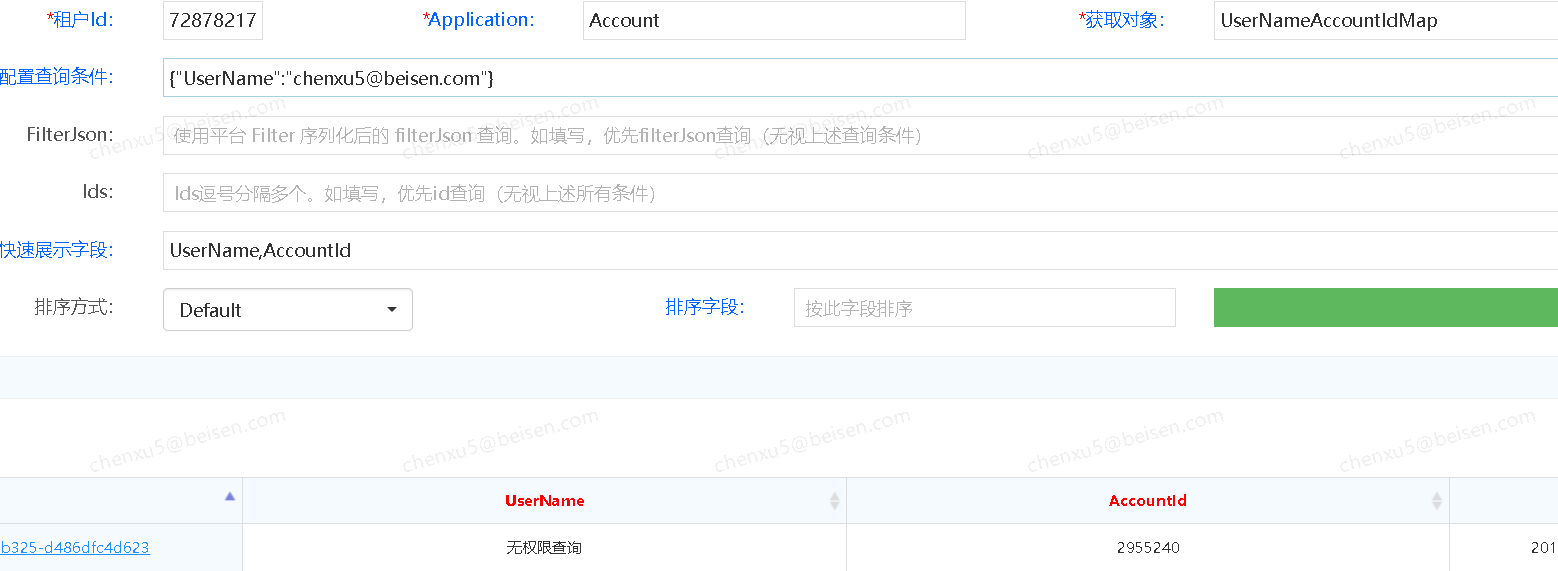 *租户Id: 72878217 *Application: Account *获取对象: UserNameAccountIdMap
配置查询条件: {"UserName":"chenxu5@beisen.com"}
chenxu5@beisen.com chenxu5@beisen.com chenxu5@beisen.com chenxu5@beisen.com chenxu5@beisen.com
FilterJson: 使用平台 Filter 序列化后的 filterJson 查询。如填写，优先filterJson查询（无视上述查询条件）
Ids: Ids逗号分隔多个。如填写，优先id查询（无视上述所有条件）
快速展示字段: UserName,AccountId
排序方式: Default 排序字段: 按此字段排序
chenxu5@beisen.com chenxu5@beisen.com chenxu5@beisen.com chenxu5@beisen.com chenxu5@beisen.com
UserName AccountId
b325-d486dfc4d623 无权限查询 2955240 201